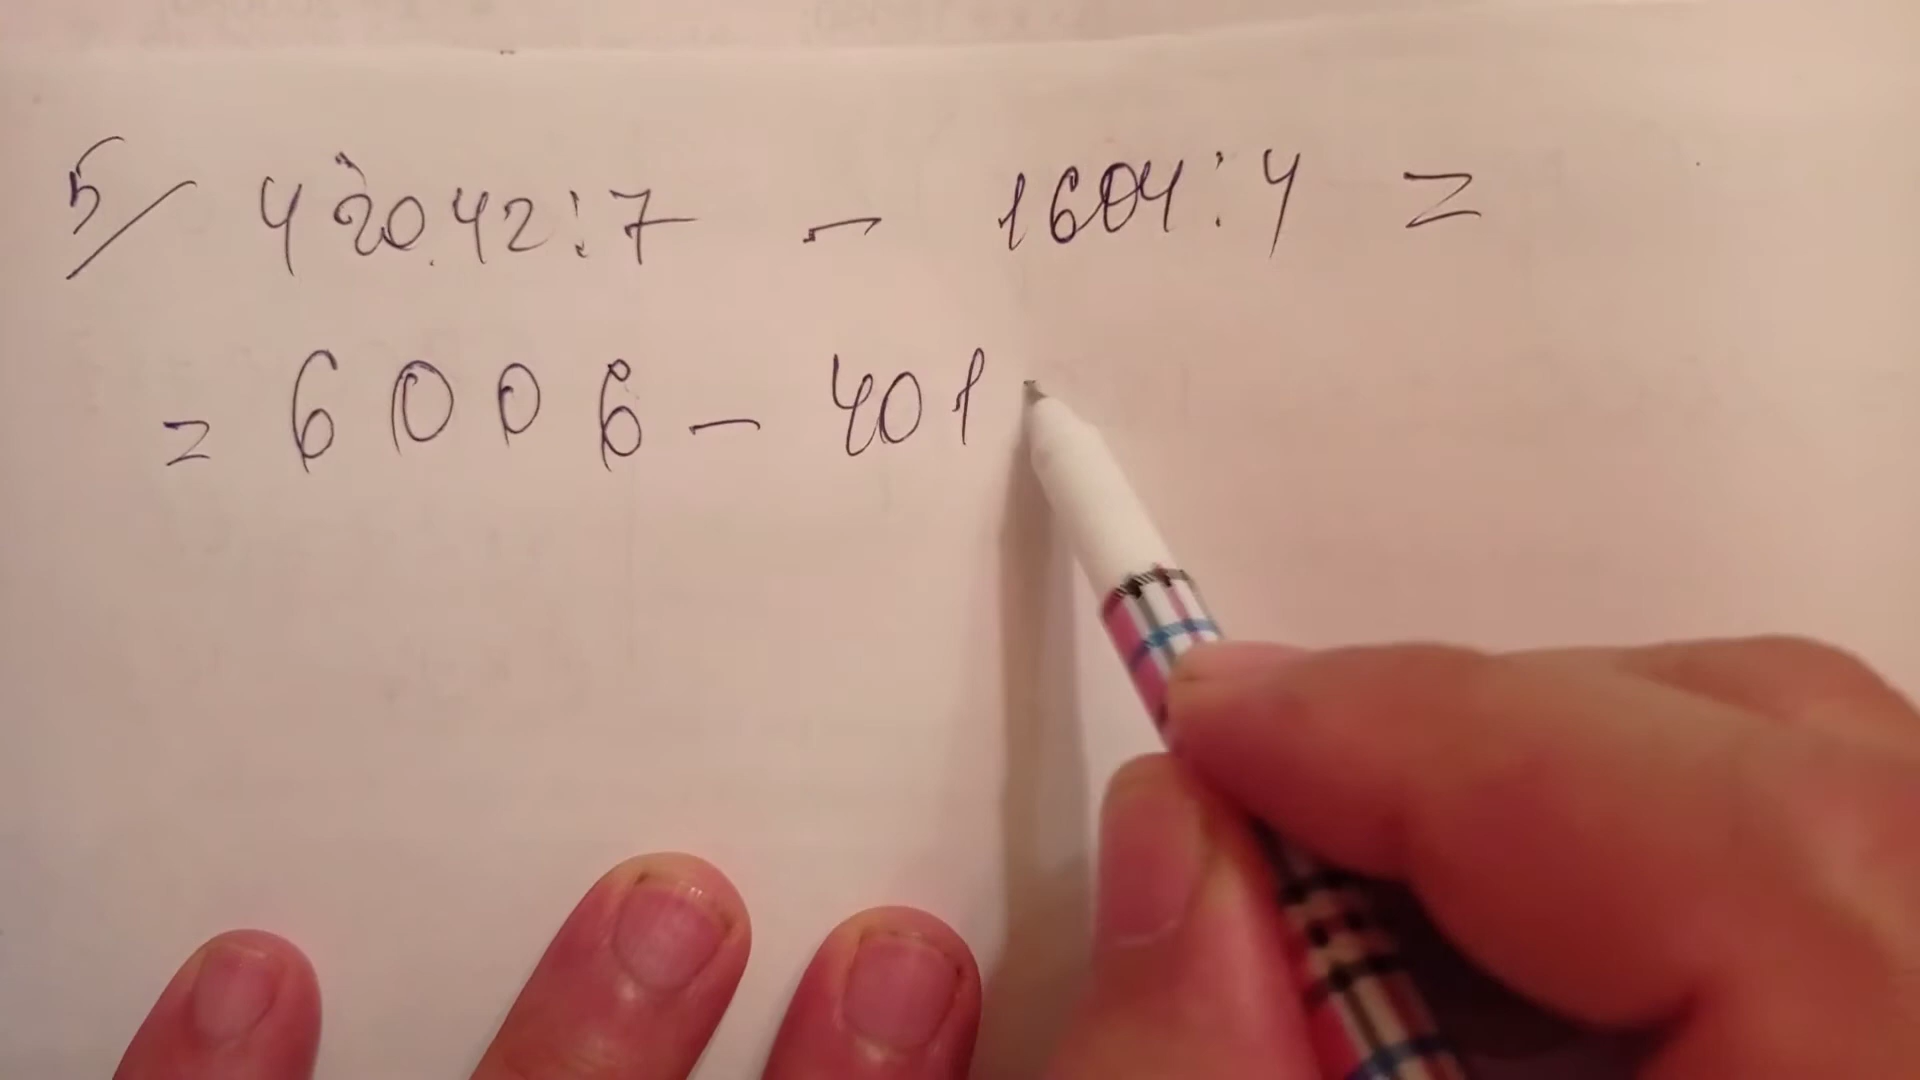 5/ 42042:7 - 1604:4 =
= 6006 - 401